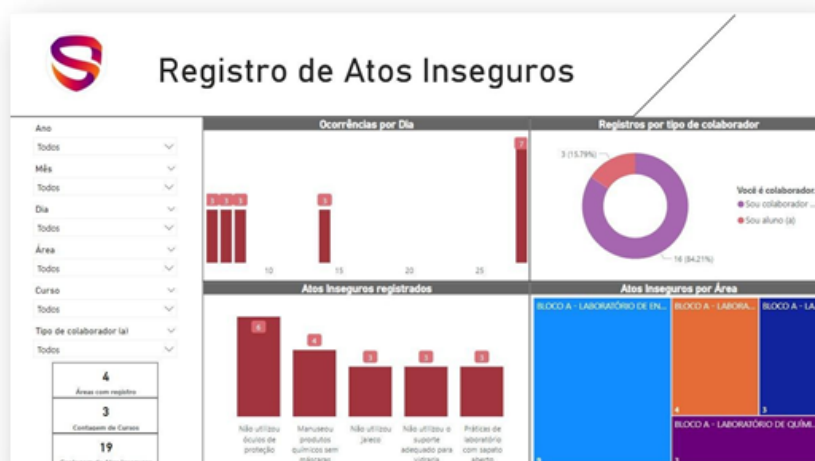 Registro de Atos Inseguros
Ano
Todos
Mês
Todos
Dia
Todos
Área
Todos
Curso
Todos
Tipo de colaborador (a)
Todos
4
Áreas com registro
3
Contagem de Cursos
19
Ocorrências por Dia
3 3 3 3 7
10 15 20 25
Registros por tipo de colaborador
3 (15.79%)
16 (84.21%)
Você é colaborador
Sou colaborador ...
Sou aluno (a)
Atos Inseguros registrados
6 4 3 3 3
Não utilizou
óculos de
proteção
Manuseou
produtos
químicos sem
máscaras
Não utilizou
jaleco
Não utilizou o
suporte
adequado para
vidraria
Práticas de
laboratório
com sapato
aberto
Atos Inseguros por Área
BLOCO A - LABORATÓRIO DE EN...
BLOCO A - LABORA...
4
BLOCO A - LA
3
BLOCO A - LABORATÓRIO DE QUÍMI...